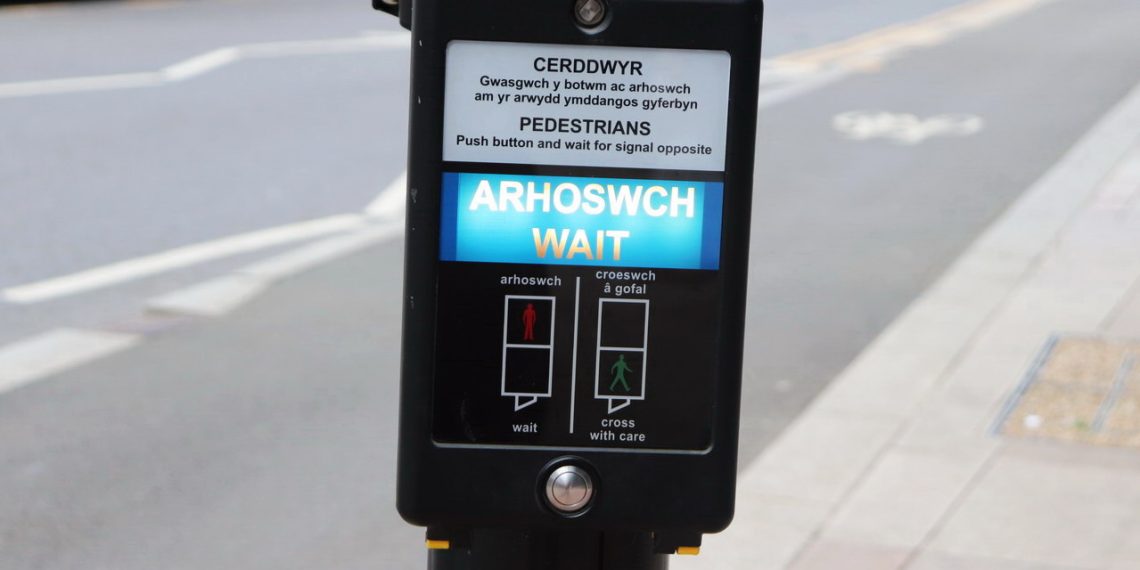 CERDDWYR
Gwasgwch y botwm ac arhoswch
am yr arwydd ymddangos gyferbyn
PEDESTRIANS
Push button and wait for signal opposite
ARHOSWCH
WAIT
arhoswch
croeswch
â gofal
wait
cross
with care